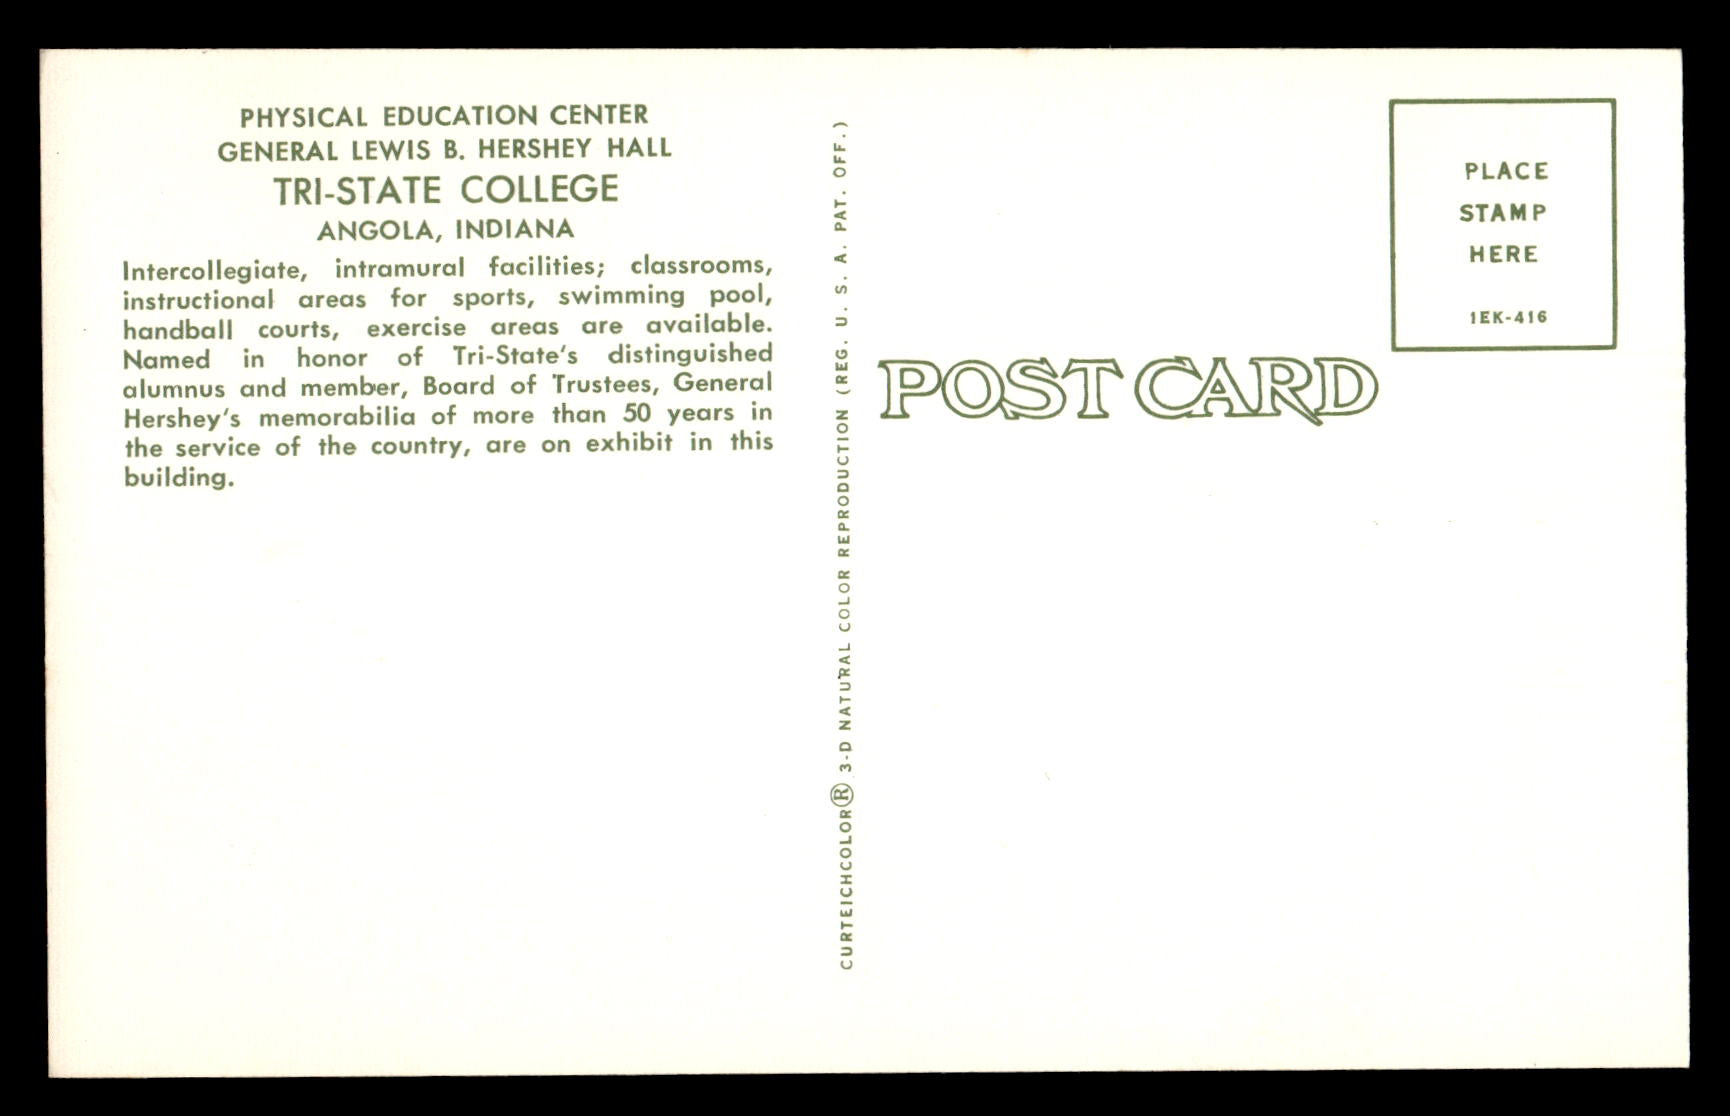 PHYSICAL EDUCATION CENTER
GENERAL LEWIS B. HERSHEY HALL
TRI-STATE COLLEGE
ANGOLA, INDIANA
Intercollegiate, intramural facilities; classrooms,
instructional areas for sports, swimming pool,
handball courts, exercise areas are available.
Named in honor of Tri-State's distinguished
alumnus and member, Board of Trustees, General
Hershey's memorabilia of more than 50 years in
the service of the country, are on exhibit in this
building.
CURTEICHCOLOR® 3-D NATURAL COLOR REPRODUCTION (REG. U. S. A. PAT. OFF.)
POST CARD
PLACE
STAMP
HERE
1EK-416